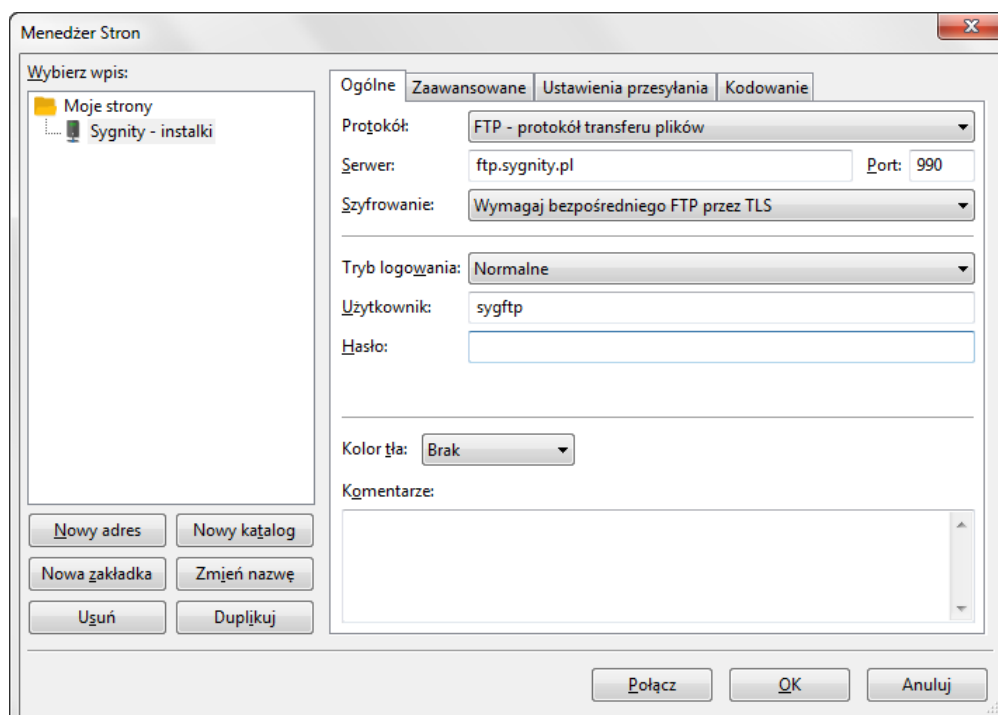 Menedżer Stron
Wybierz wpis:
Moje strony
Sygnity - instalki
Nowy adres
Nowy katalog
Nowa zakładka
Zmień nazwę
Usuń
Duplikuj
Ogólne
Zaawansowane
Ustawienia przesyłania
Kodowanie
Protokół:
FTP - protokół transferu plików
Serwer:
ftp.sygnity.pl
Port:
990
Szyfrowanie:
Wymagaj bezpośredniego FTP przez TLS
Tryb logowania:
Normalne
Użytkownik:
sygftp
Hasło:
Kolor tła:
Brak
Komentarze:
Połącz
OK
Anuluj